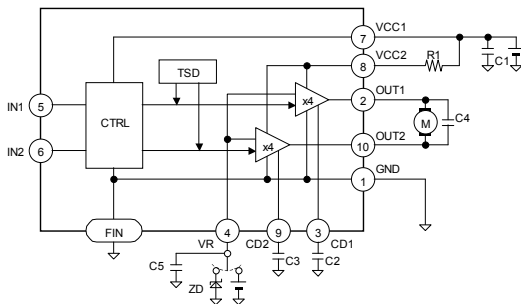 VCC1
7
VCC2
8
R1
C1
TSD
OUT1
2
IN1
5
CTRL
x4
M
C4
IN2
6
x4
OUT2
10
GND
1
FIN
4
9
3
VR
CD2
CD1
C5
C3
C2
ZD